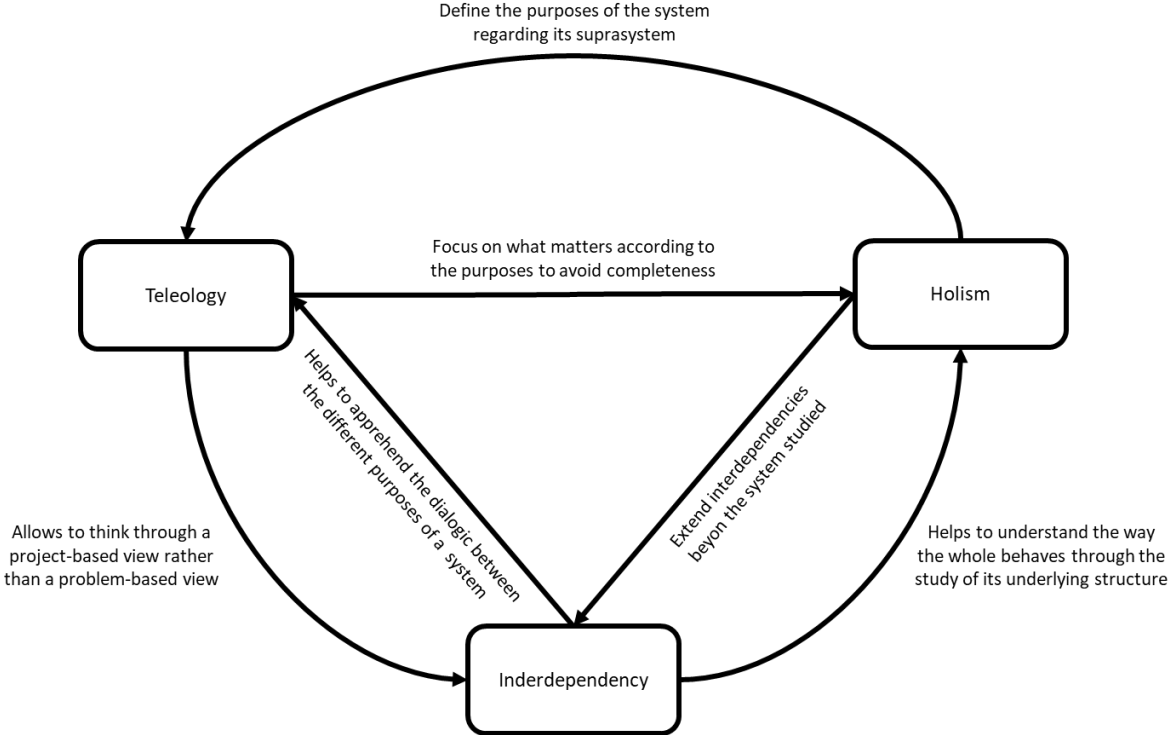 Define the purposes of the system
regarding its suprasystem
Focus on what matters according to
the purposes to avoid completeness
Teleology
Holism
Helps to apprehend the dialogic between
the different purposes of a system
Extend interdependencies
beyon the system studied
Allows to think through a
project-based view rather
than a problem-based view
Helps to understand the way
the whole behaves through the
study of its underlying structure
Inderdependency